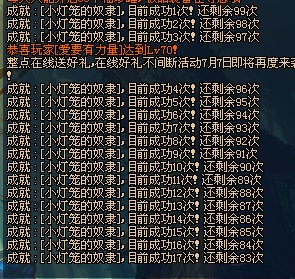 成就：[小灯笼的奴隶]，目前成功1次！还剩余99次
成就：[小灯笼的奴隶]，目前成功2次！还剩余98次
成就：[小灯笼的奴隶]，目前成功3次！还剩余97次
恭喜玩家[爱要有力量]达到Lv70！
整点在线送好礼，在线好礼不间断活动7月7日即将再度来
！
成就：[小灯笼的奴隶]，目前成功4次！还剩余96次
成就：[小灯笼的奴隶]，目前成功5次！还剩余95次
成就：[小灯笼的奴隶]，目前成功6次！还剩余94次
成就：[小灯笼的奴隶]，目前成功7次！还剩余93次
成就：[小灯笼的奴隶]，目前成功8次！还剩余92次
成就：[小灯笼的奴隶]，目前成功9次！还剩余91次
成就：[小灯笼的奴隶]，目前成功10次！还剩余90次
成就：[小灯笼的奴隶]，目前成功11次！还剩余89次
成就：[小灯笼的奴隶]，目前成功12次！还剩余88次
成就：[小灯笼的奴隶]，目前成功13次！还剩余87次
成就：[小灯笼的奴隶]，目前成功14次！还剩余86次
成就：[小灯笼的奴隶]，目前成功15次！还剩余85次
成就：[小灯笼的奴隶]，目前成功16次！还剩余84次
成就：[小灯笼的奴隶]，目前成功17次！还剩余83次